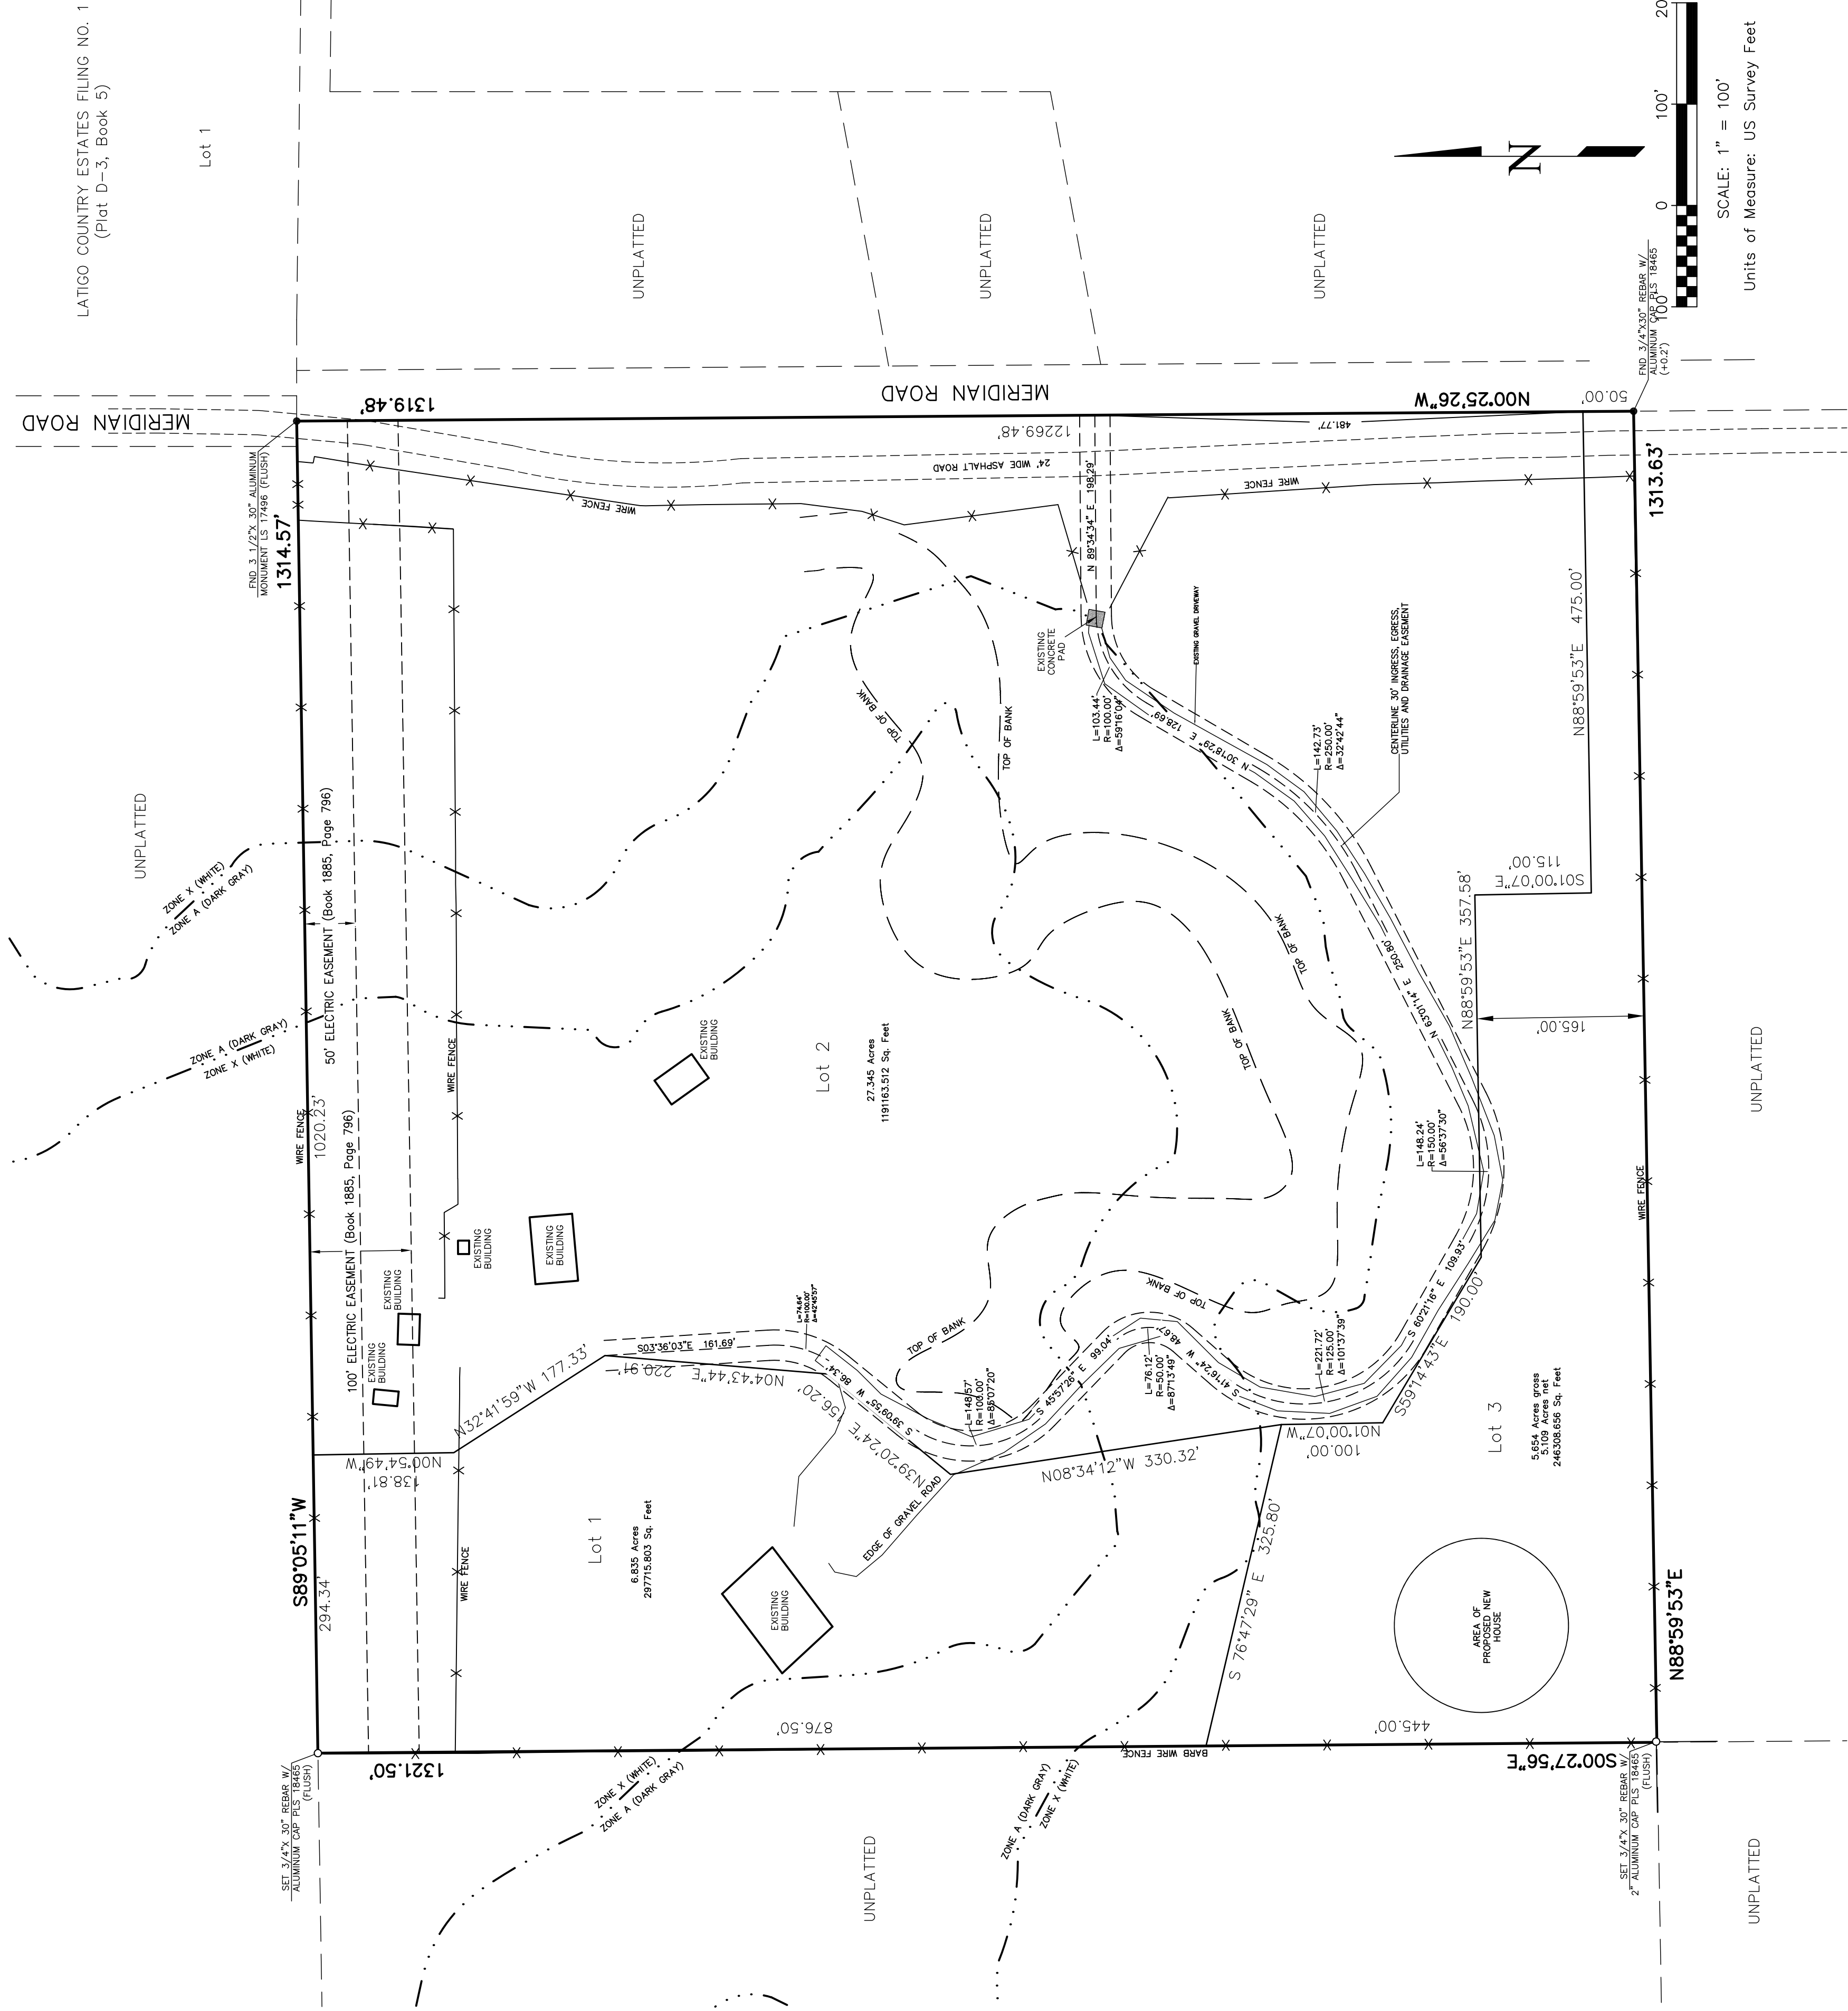 LATIGO COUNTRY ESTATES FILING NO. 1
(Plat D-3, Book 5)
Lot 1
UNPLATTED
UNPLATTED
UNPLATTED
N
20
100'
0
100'
SCALE: 1" = 100'
Units of Measure: US Survey Feet
MERIDIAN ROAD
MERIDIAN ROAD
FND 3 1/2"X 30" ALUMINUM
MONUMENT LS 17496 (FLUSH)
FND 3/4"X30" REBAR W/
ALUMINUM CAP PLS 18465
(+0.2')
1319.48'
N00°25'26"W
50.00'
12269.48'
481.77'
24' WIDE ASPHALT ROAD
WIRE FENCE
WIRE FENCE
1314.57'
1313.63'
N 89°34'34" E 198.29'
EXISTING
CONCRETE
PAD
EXISTING GRAVEL DRIVEWAY
CENTERLINE 30' INGRESS, EGRESS,
UTILITIES AND DRAINAGE EASEMENT
L=103.44'
R=100.00'
Δ=59°16'04"
N 30°18'29" E 128.69'
L=142.73'
R=250.00'
Δ=32°42'44"
N88°59'53"E 475.00'
S01°00'07"E
115.00'
N88°59'53"E 357.58'
165.00'
N 63°01'14" E 250.80'
TOP OF BANK
TOP OF BANK
TOP OF BANK
TOP OF BANK
UNPLATTED
ZONE X (WHITE)
ZONE A (DARK GRAY)
ZONE A (DARK GRAY)
ZONE X (WHITE)
50' ELECTRIC EASEMENT (Book 1885, Page 796)
100' ELECTRIC EASEMENT (Book 1885, Page 796)
WIRE FENCE
1020.23'
WIRE FENCE
EXISTING
BUILDING
Lot 2
27.345 Acres
1191163.512 Sq. Feet
EXISTING
BUILDING
EXISTING
BUILDING
EXISTING
BUILDING
EXISTING
BUILDING
L=148.24'
R=150.00'
Δ=56°37'30"
WIRE FENCE
UNPLATTED
S 60°21'16" E 109.93'
S59°14'43"E 190.00'
L=221.72'
R=125.00'
Δ=101°37'39"
S 41°16'24" W 48.67'
L=76.12'
R=50.00'
Δ=87°13'49"
TOP OF BANK
TOP OF BANK
S 45°57'26" E 99.04'
L=148.57'
R=100.00'
Δ=85°07'20"
S 39°09'55" W 86.34'
L=74.64'
R=100.00'
Δ=42°45'57"
S03°36'03"E 161.69'
N04°43'44"E 220.91'
N32°41'59"W 177.33'
N39°20'24"E 156.20'
N00°54'49"W
138.81'
N08°34'12"W 330.32'
N01°00'07"W
100.00'
EDGE OF GRAVEL ROAD
S89°05'11"W
294.34'
WIRE FENCE
Lot 1
6.835 Acres
297715.803 Sq. Feet
EXISTING
BUILDING
S 76°47'29" E 325.80'
Lot 3
5.654 Acres gross
5.109 Acres net
246308.656 Sq. Feet
AREA OF
PROPOSED NEW
HOUSE
N88°59'53"E
1321.50'
876.50'
445.00'
S00°27'56"E
BARB WIRE FENCE
SET 3/4"X 30" REBAR W/
ALUMINUM CAP PLS 18465
(FLUSH)
SET 3/4"X 30" REBAR W/
2" ALUMINUM CAP PLS 18465
(FLUSH)
ZONE X (WHITE)
ZONE A (DARK GRAY)
ZONE A (DARK GRAY)
ZONE X (WHITE)
UNPLATTED
UNPLATTED